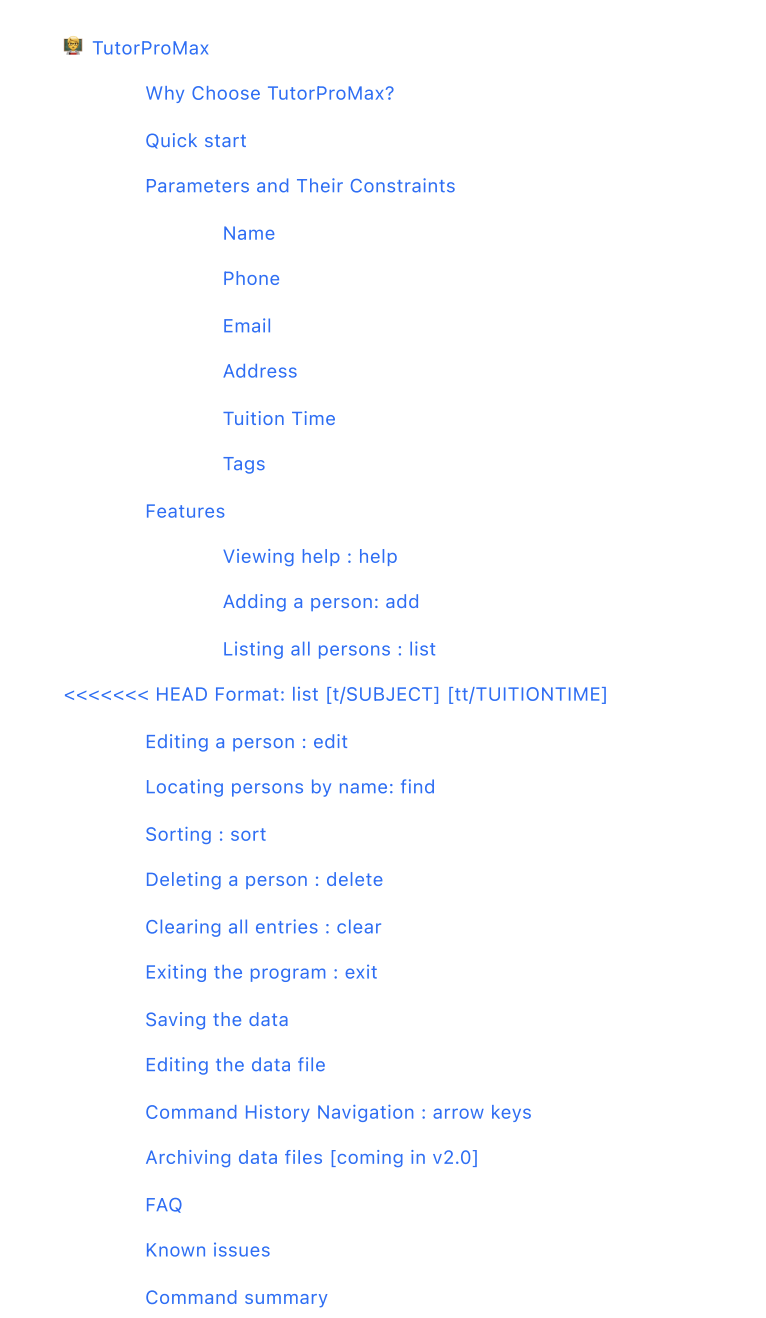 TutorProMax
Why Choose TutorProMax?
Quick start
Parameters and Their Constraints
Name
Phone
Email
Address
Tuition Time
Tags
Features
Viewing help : help
Adding a person: add
Listing all persons : list
<<<<<<< HEAD Format: list [t/SUBJECT] [tt/TUITIONTIME]
Editing a person : edit
Locating persons by name: find
Sorting : sort
Deleting a person : delete
Clearing all entries : clear
Exiting the program : exit
Saving the data
Editing the data file
Command History Navigation : arrow keys
Archiving data files [coming in v2.0]
FAQ
Known issues
Command summary